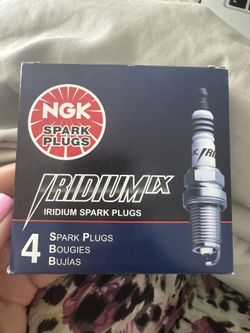 NGK
SPARK
PLUGS
IRIDIUM IX
IRIDIUM SPARK PLUGS
4 SPARK PLUGS
BOUGIES
BUJÍAS